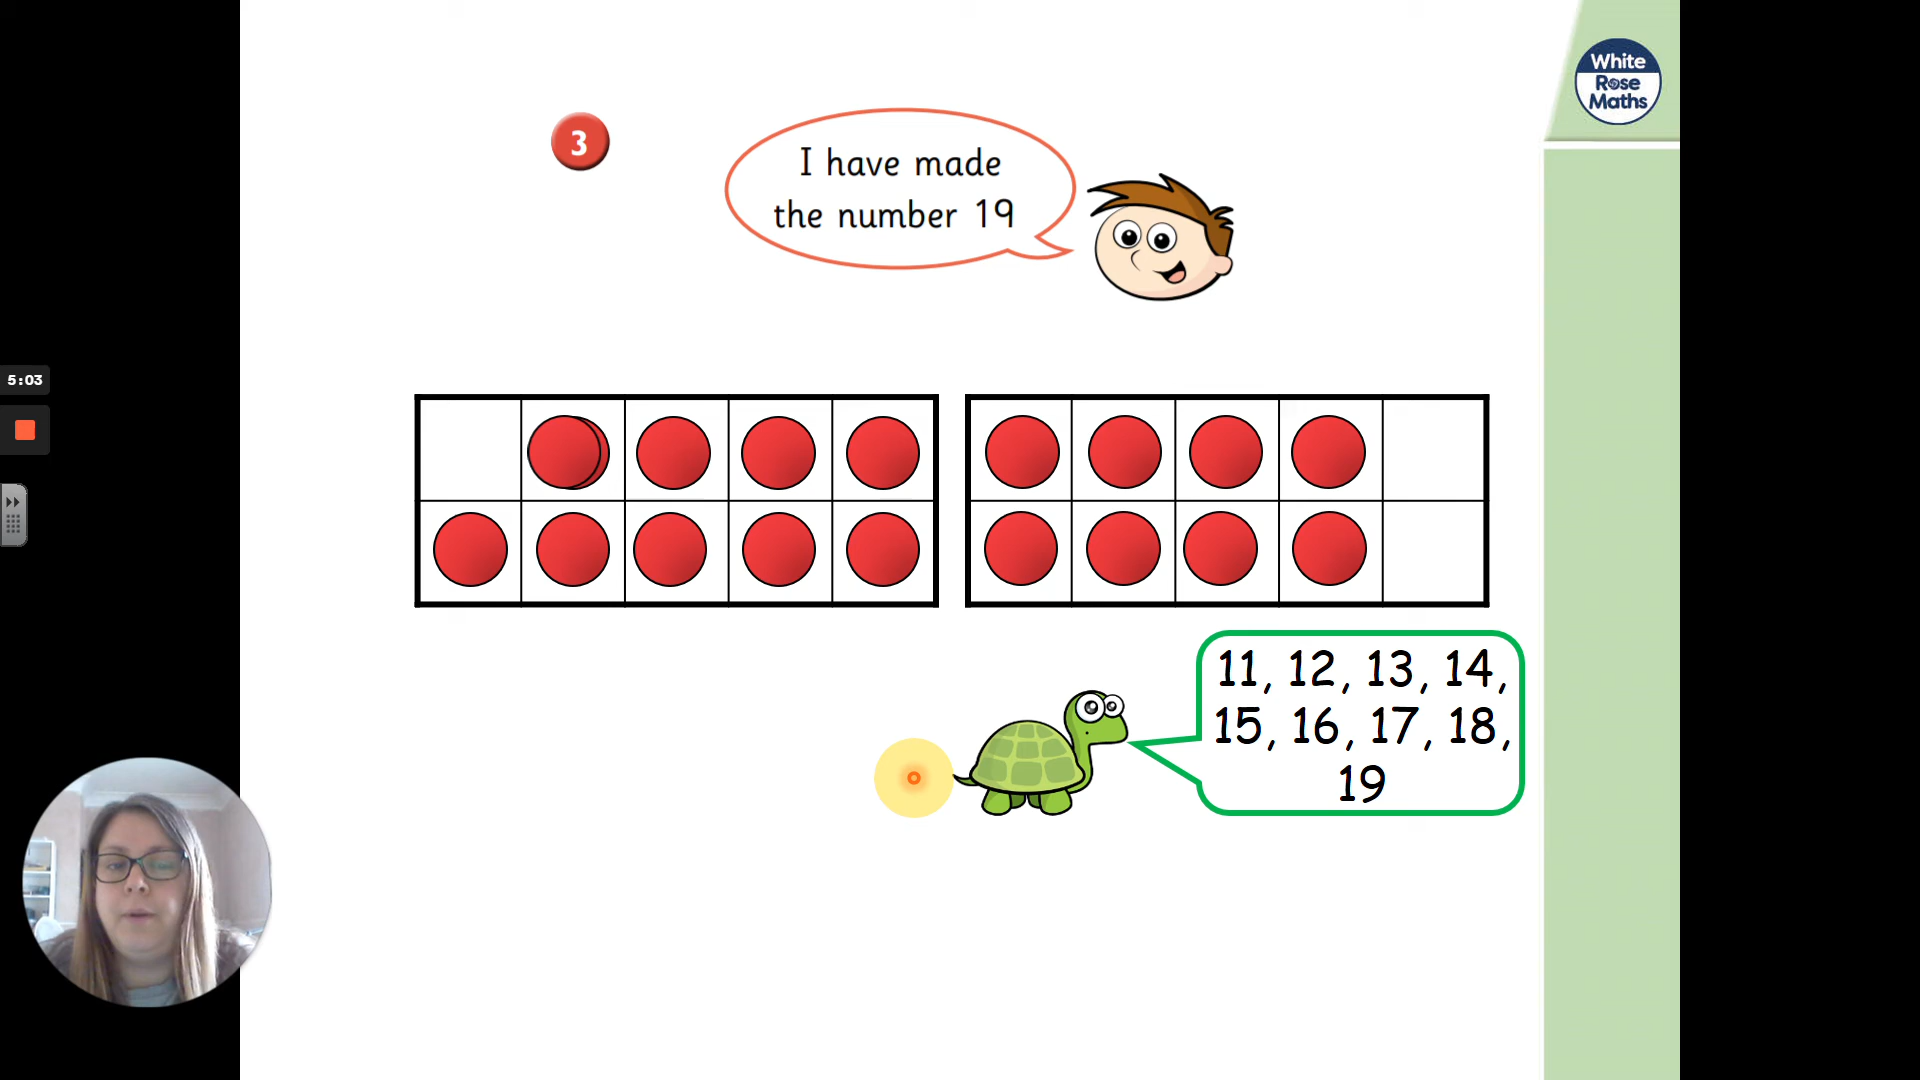 3
I have made
the number 19
White
Rose
Maths
5:03
11, 12, 13, 14,
15, 16, 17, 18,
19